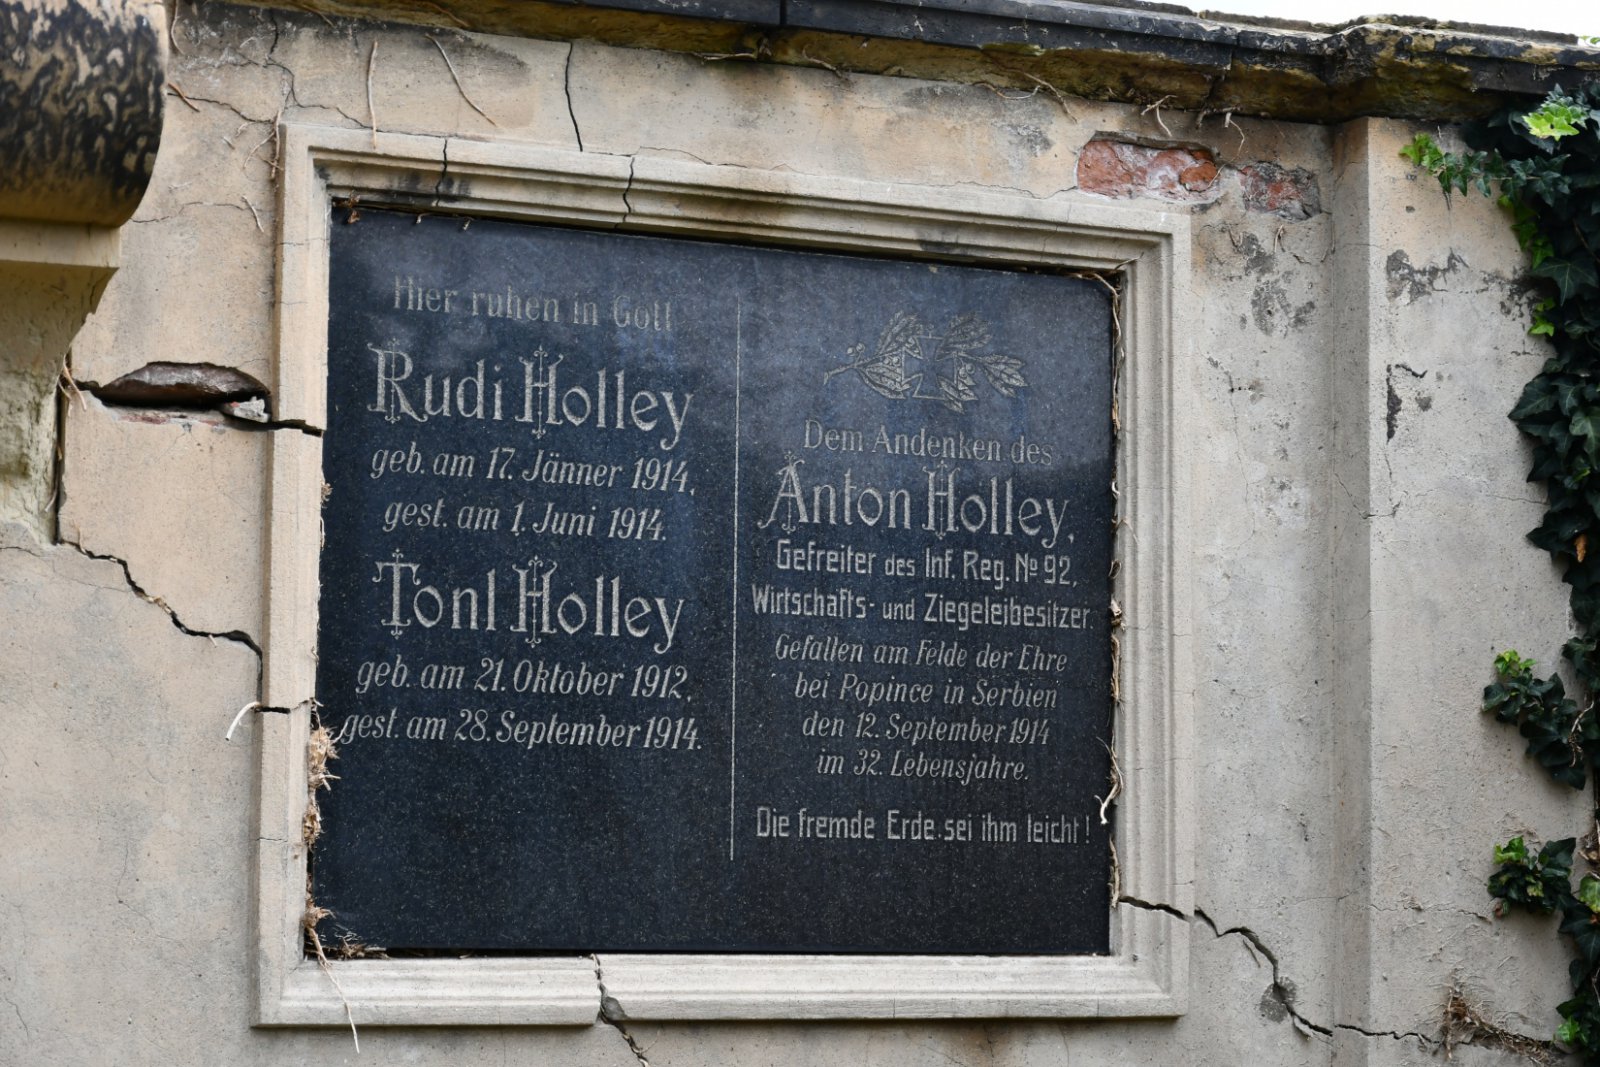 Hier ruhen in Gott
Rudi Holley
geb. am 17. Jänner 1914,
gest. am 1. Juni 1914.
Tonl Holley
geb. am 21. Oktober 1912,
gest. am 28. September 1914.
Dem Andenken des
Anton Holley,
Gefreiter des Inf. Reg. No 92,
Wirtschafts- und Ziegeleibesitzer.
Gefallen am Felde der Ehre
bei Popince in Serbien
den 12. September 1914
im 32. Lebensjahre.
Die fremde Erde sei ihm leicht!